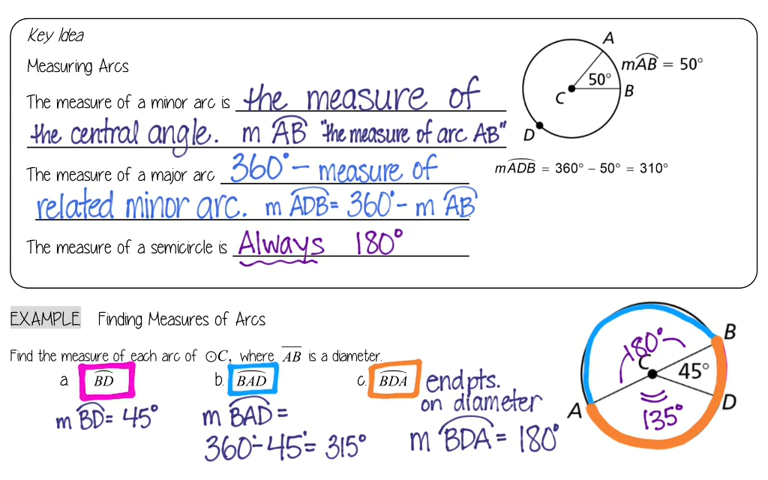 Key Idea
Measuring Arcs
The measure of a minor arc is the measure of
the central angle. m AB "the measure of arc AB"
The measure of a major arc 360° - measure of
related minor arc. m ADB = 360° - m AB
The measure of a semicircle is Always 180°
A
mAB = 50°
50°
C
B
D
mADB = 360° − 50° = 310°
EXAMPLE Finding Measures of Arcs
Find the measure of each arc of ⊙C, where AB is a diameter.
a BD
b. BAD
c. BDA endpts.
on diameter
m BD = 45°
m BAD =
360° - 45° = 315°
m BDA = 180°
B
180°
C
45°
A
135°
D